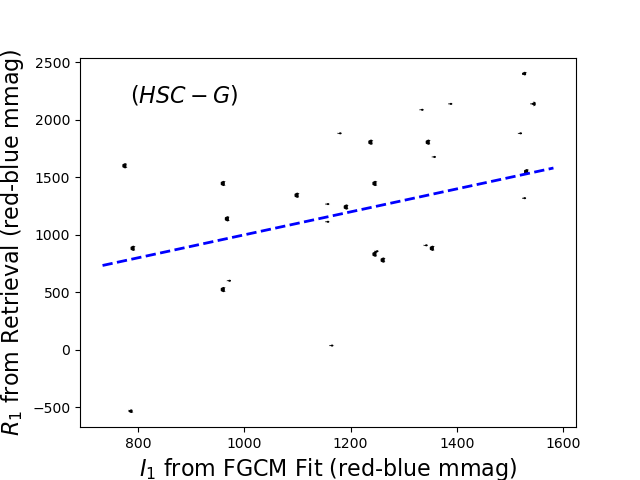 (HSC − G)
2500
2000
1500
1000
500
0
−500
800 1000 1200 1400 1600
R₁ from Retrieval (red-blue mmag)
I₁ from FGCM Fit (red-blue mmag)